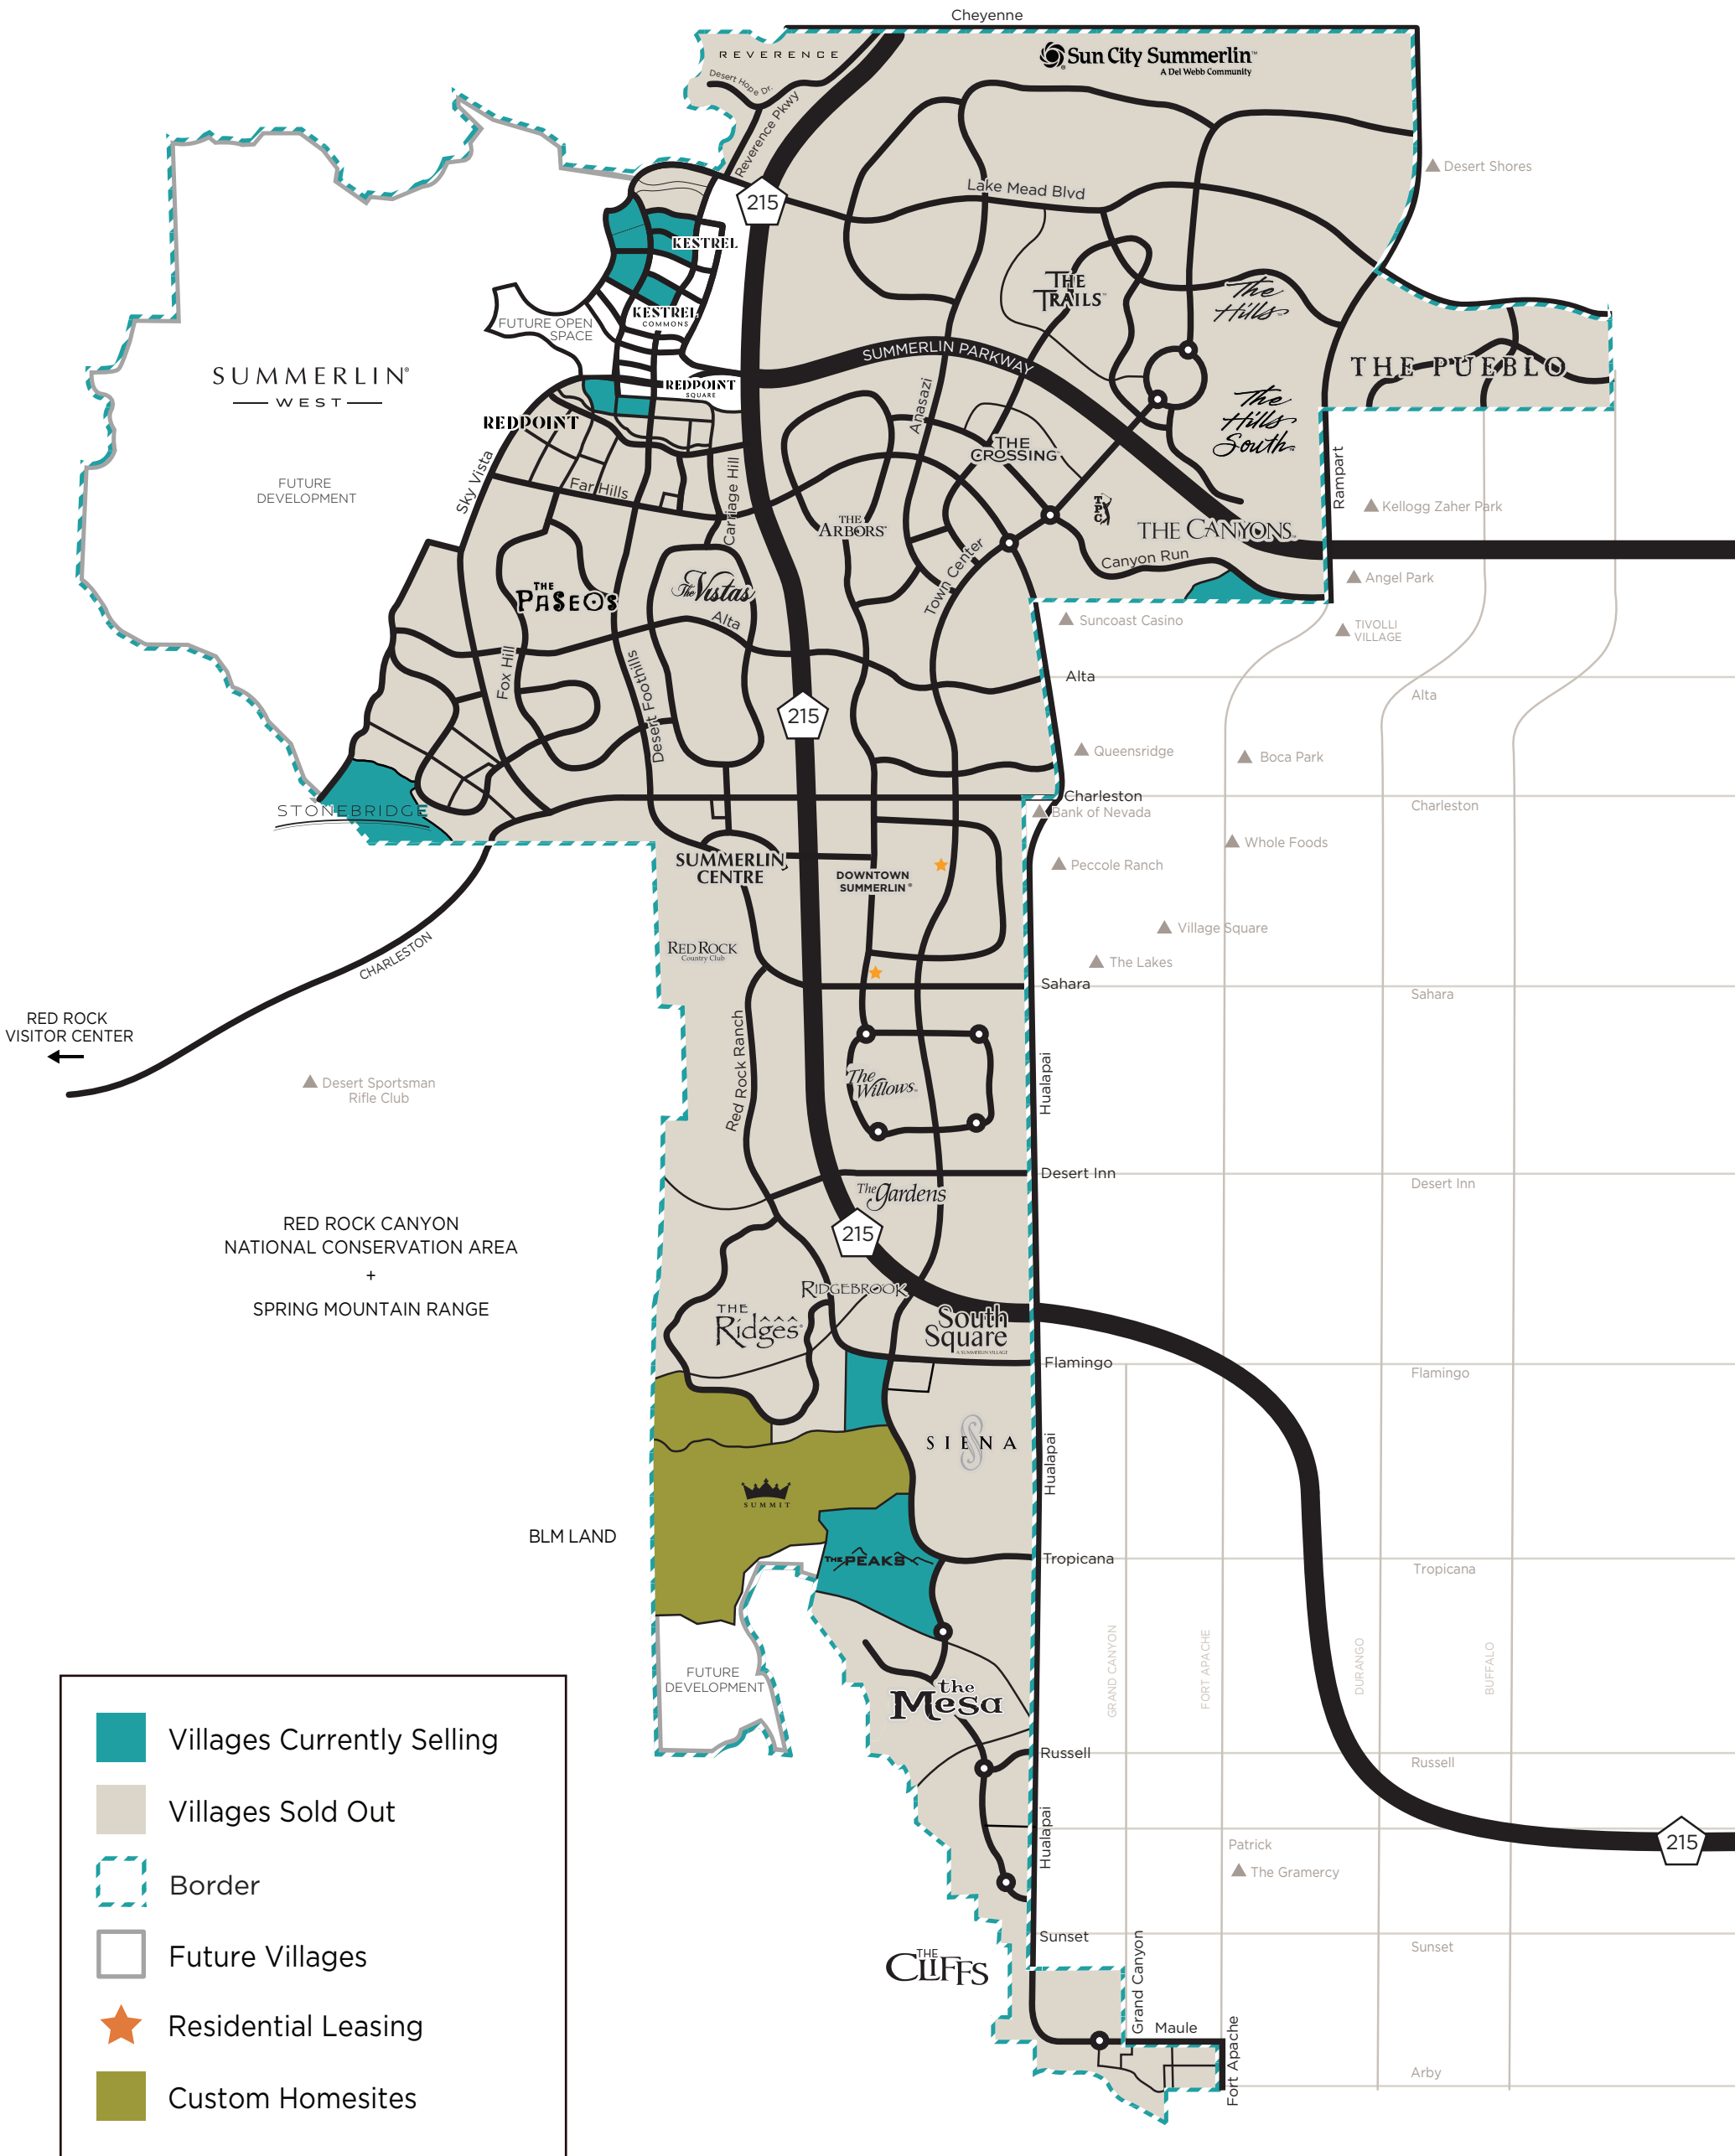 Cheyenne
REVERENCE
Desert Hope Dr.
Reverence Pkwy
Sun City Summerlin™
A Del Webb Community
Desert Shores
Lake Mead Blvd
215
KESTREL
KESTREL
COMMONS
FUTURE OPEN
SPACE
THE
TRAILS™
The
Hills
SUMMERLIN PARKWAY
THE PUEBLO
SUMMERLIN®
WEST
REDPOINT
SQUARE
REDPOINT
Anasazi
The
Hills
South
THE
CROSSING
FUTURE
DEVELOPMENT
Sky Vista
Far Hills
Carriage Hill
Rampart
Kellogg Zaher Park
TPC
THE
ARBORS™
THE CANYONS
Canyon Run
Town Center
Angel Park
THE
PASEOS
The Vistas
Alta
Suncoast Casino
TIVOLLI
VILLAGE
Fox Hill
Desert Foothills
Alta
Alta
215
Queensridge
Boca Park
STONEBRIDGE
Charleston
Charleston
Bank of Nevada
Whole Foods
Peccole Ranch
SUMMERLIN
CENTRE
DOWNTOWN
SUMMERLIN®
CHARLESTON
RED ROCK
Country Club
Village Square
The Lakes
Sahara
Sahara
RED ROCK
VISITOR CENTER
Desert Sportsman
Rifle Club
Red Rock Ranch
The
Willows
Hualapai
Desert Inn
Desert Inn
The Gardens
RED ROCK CANYON
NATIONAL CONSERVATION AREA
+
SPRING MOUNTAIN RANGE
215
RIDGEBROOK
THE
Ridges®
South
Square
A SUMMERLIN VILLAGE
Flamingo
Flamingo
SIENA
Hualapai
SUMMIT
BLM LAND
THE PEAKS
Tropicana
Tropicana
GRAND CANYON
FORT APACHE
DURANGO
BUFFALO
FUTURE
DEVELOPMENT
the
Mesa
Russell
Russell
Hualapai
Patrick
215
The Gramercy
Sunset
Sunset
THE
CLIFFS
Grand Canyon
Maule
Fort Apache
Arby
Villages Currently Selling
Villages Sold Out
Border
Future Villages
Residential Leasing
Custom Homesites